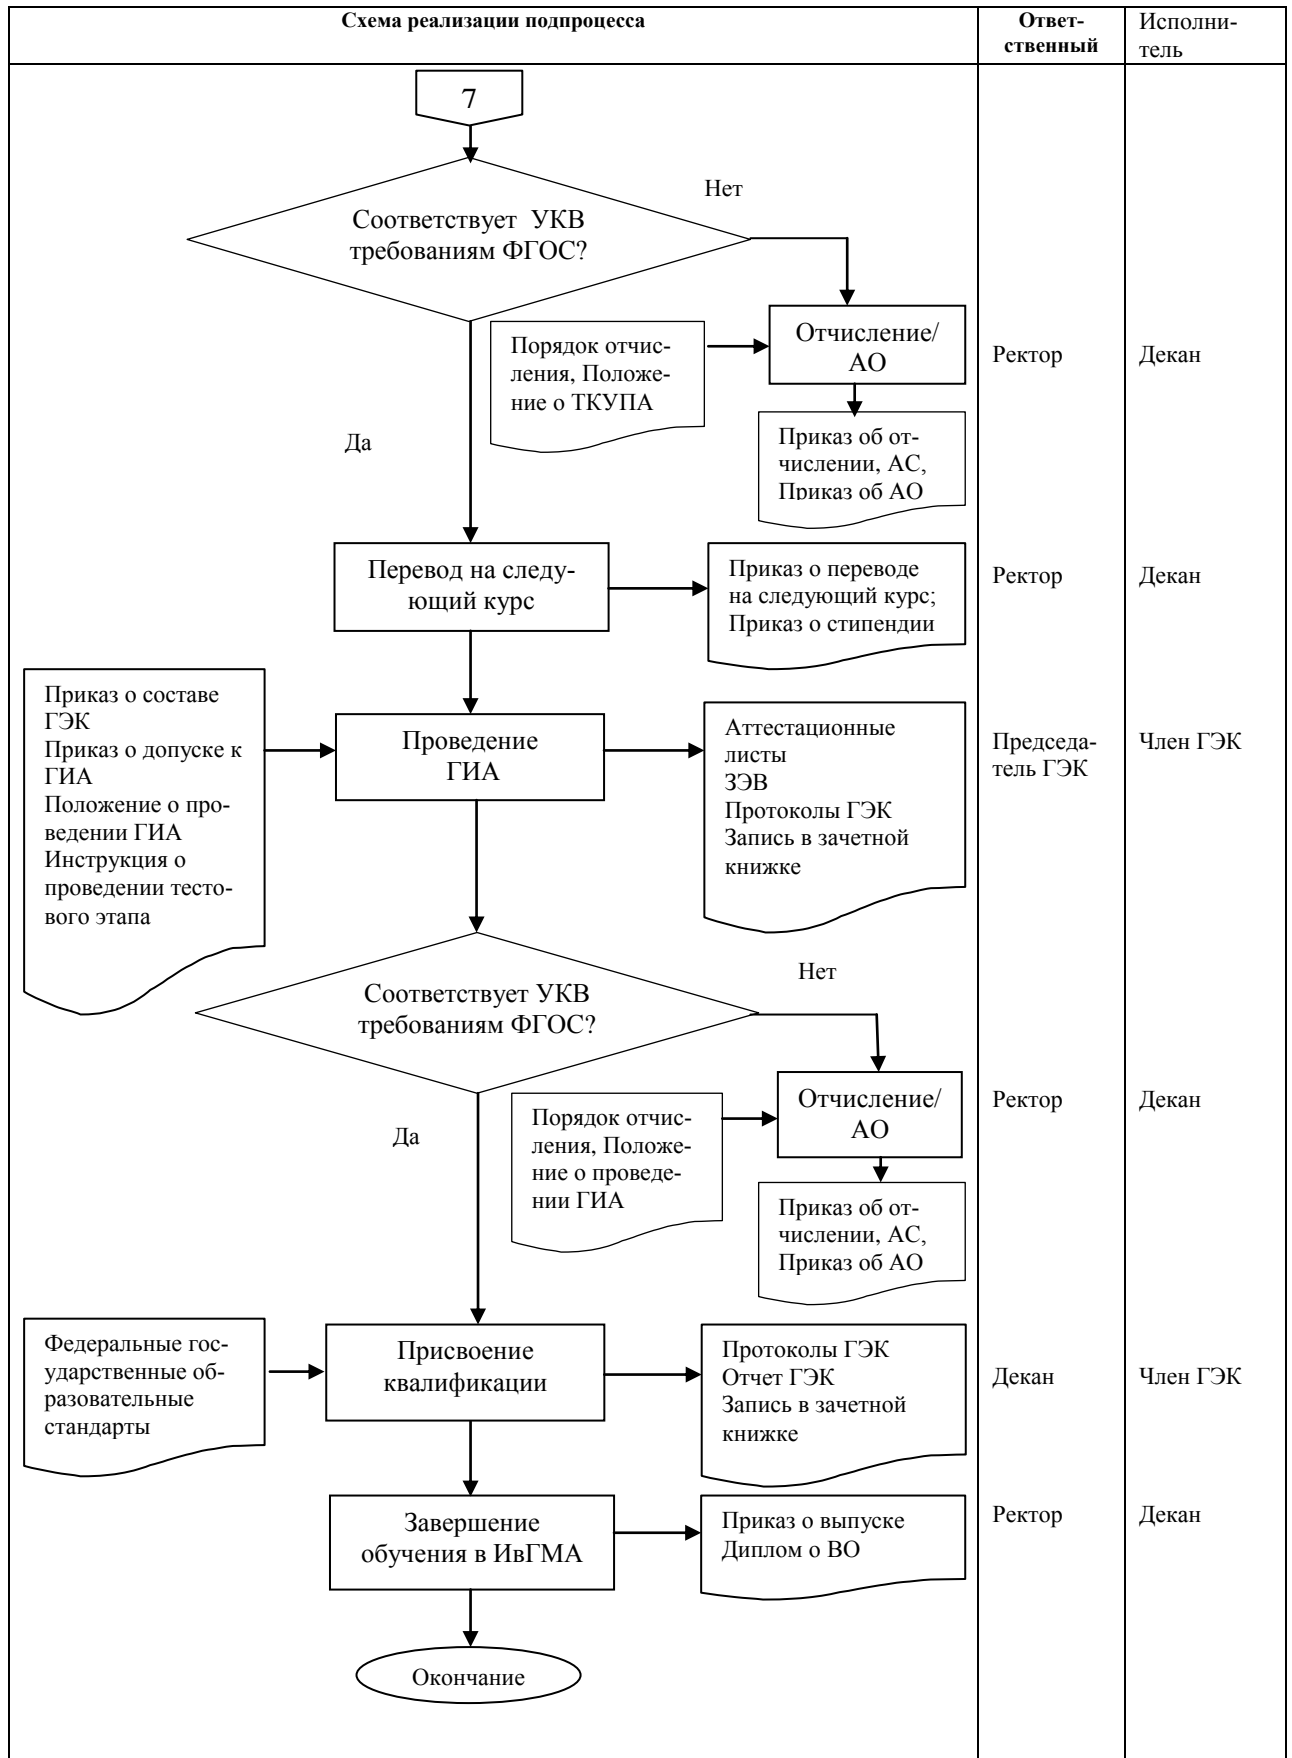 Схема реализации подпроцесса
Ответ-
ственный
Исполни-
тель
7
Нет
Соответствует УКВ
требованиям ФГОС?
Порядок отчис-
ления, Положе-
ние о ТКУПА
Отчисление/
АО
Ректор
Декан
Приказ об от-
числении, АС,
Приказ об АО
Да
Перевод на следу-
ющий курс
Приказ о переводе
на следующий курс;
Приказ о стипендии
Ректор
Декан
Приказ о составе
ГЭК
Приказ о допуске к
ГИА
Положение о про-
ведении ГИА
Инструкция о
проведении тесто-
вого этапа
Проведение
ГИА
Аттестационные
листы
ЗЭВ
Протоколы ГЭК
Запись в зачетной
книжке
Председа-
тель ГЭК
Член ГЭК
Нет
Соответствует УКВ
требованиям ФГОС?
Да
Порядок отчис-
ления, Положе-
ние о проведе-
нии ГИА
Отчисление/
АО
Ректор
Декан
Приказ об от-
числении, АС,
Приказ об АО
Федеральные гос-
ударственные об-
разовательные
стандарты
Присвоение
квалификации
Протоколы ГЭК
Отчет ГЭК
Запись в зачетной
книжке
Декан
Член ГЭК
Завершение
обучения в ИвГМА
Приказ о выпуске
Диплом о ВО
Ректор
Декан
Окончание